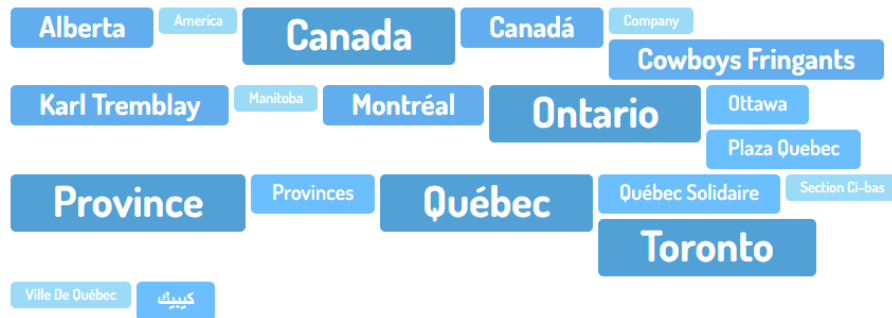 Alberta
America
Canada
Canadá
Company
Cowboys Fringants
Karl Tremblay
Manitoba
Montréal
Ontario
Ottawa
Plaza Quebec
Province
Provinces
Québec
Québec Solidaire
Section Ci-bas
Toronto
Ville De Québec
كيبيك